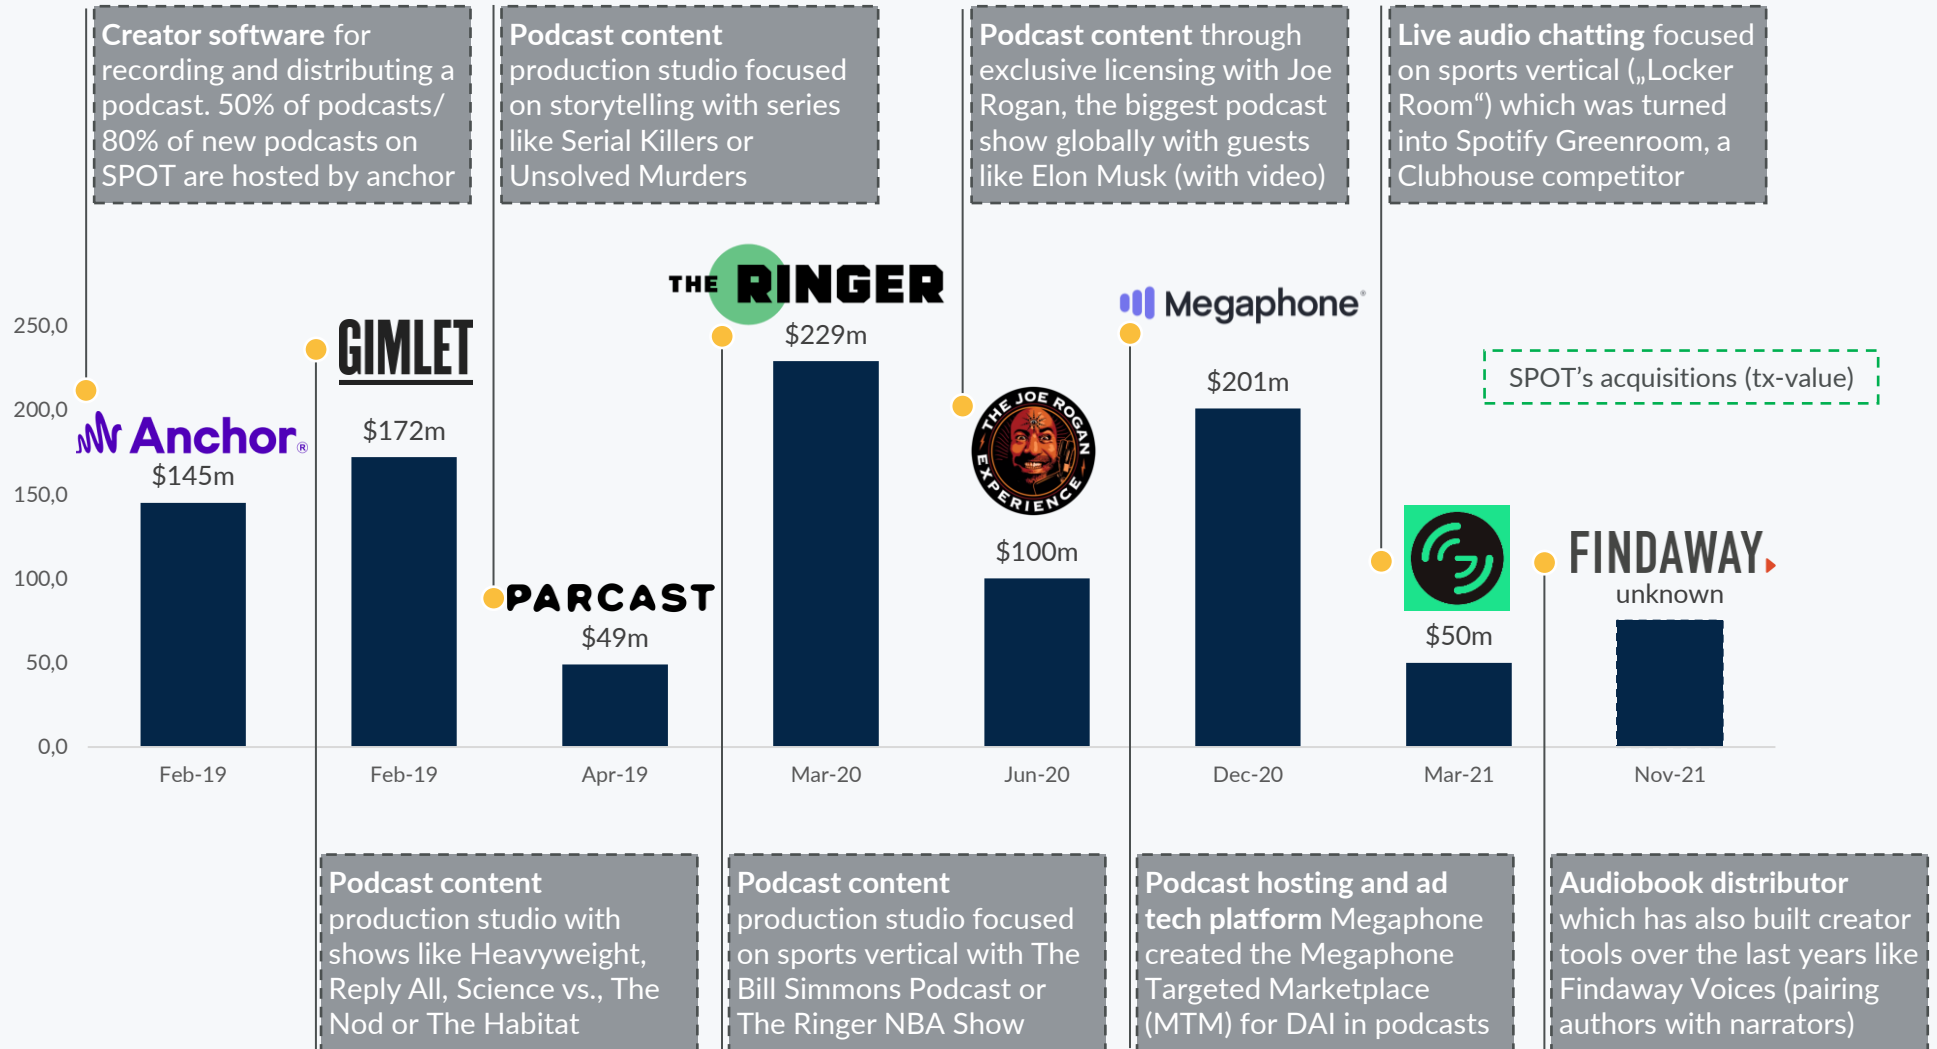 Creator software for
recording and distributing a
podcast. 50% of podcasts/
80% of new podcasts on
SPOT are hosted by anchor
Podcast content
production studio focused
on storytelling with series
like Serial Killers or
Unsolved Murders
Podcast content through
exclusive licensing with Joe
Rogan, the biggest podcast
show globally with guests
like Elon Musk (with video)
Live audio chatting focused
on sports vertical („Locker
Room“) which was turned
into Spotify Greenroom, a
Clubhouse competitor
250,0
200,0
150,0
100,0
50,0
0,0
Anchor®
$145m
GIMLET
$172m
PARCAST
$49m
THE RINGER
$229m
THE JOE ROGAN
EXPERIENCE
$100m
Megaphone
$201m
$50m
FINDAWAY
unknown
SPOT’s acquisitions (tx-value)
Feb-19
Feb-19
Apr-19
Mar-20
Jun-20
Dec-20
Mar-21
Nov-21
Podcast content
production studio with
shows like Heavyweight,
Reply All, Science vs., The
Nod or The Habitat
Podcast content
production studio focused
on sports vertical with The
Bill Simmons Podcast or
The Ringer NBA Show
Podcast hosting and ad
tech platform Megaphone
created the Megaphone
Targeted Marketplace
(MTM) for DAI in podcasts
Audiobook distributor
which has also built creator
tools over the last years like
Findaway Voices (pairing
authors with narrators)